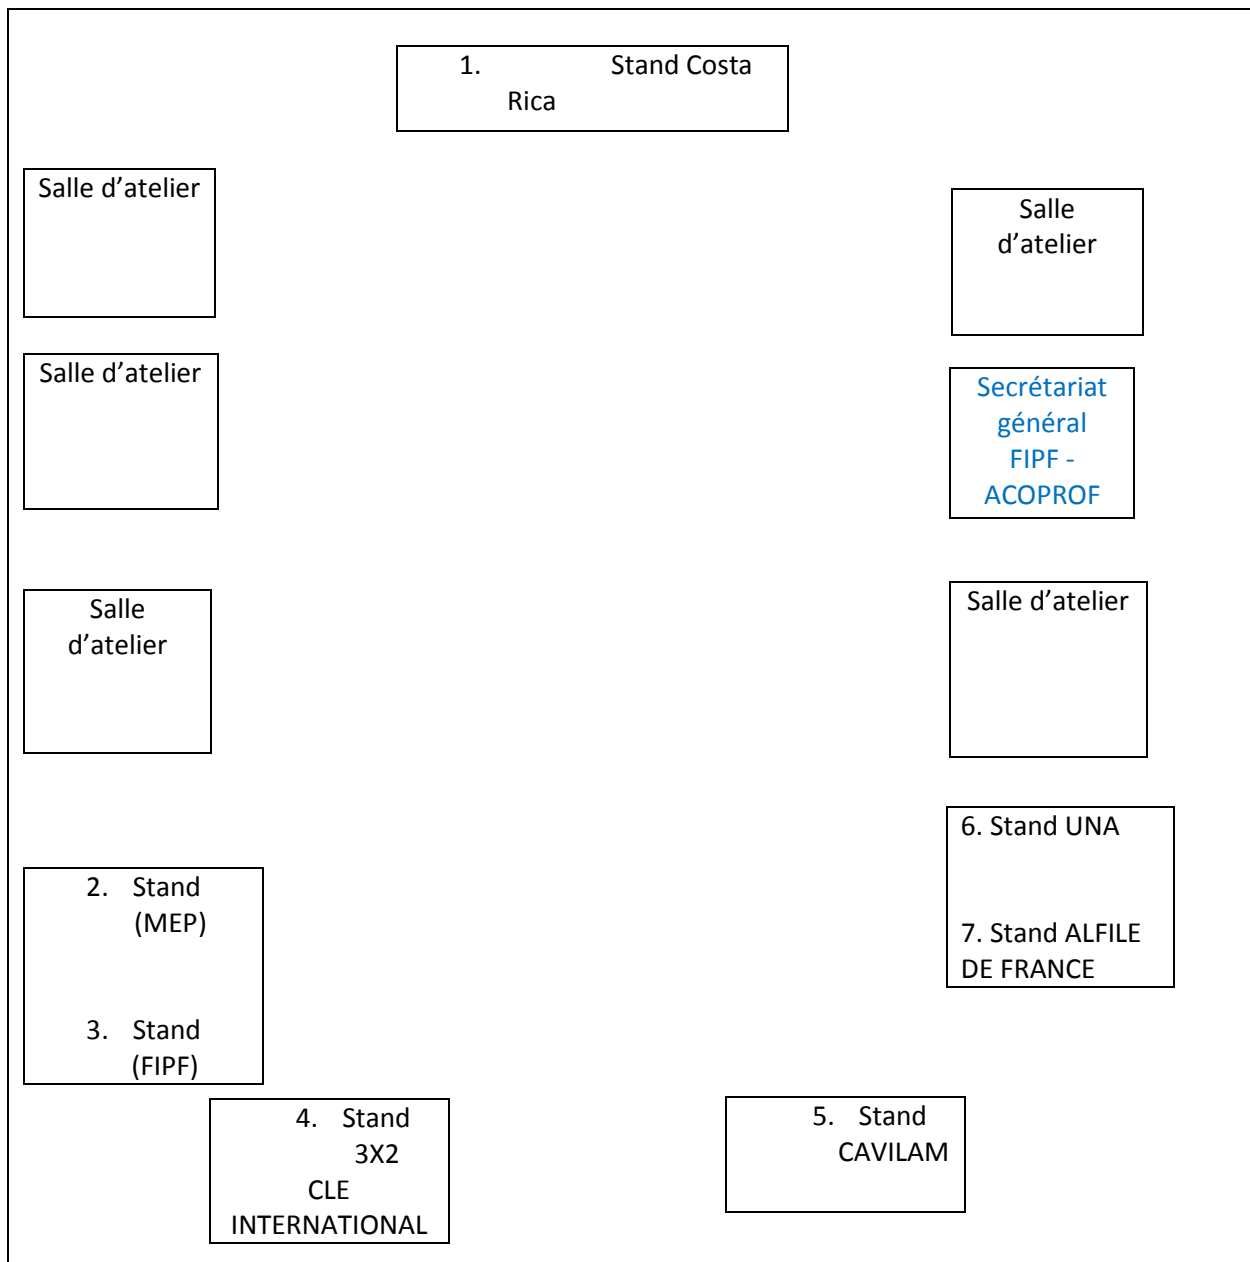 1. Stand Costa
Rica
Salle d’atelier
Salle
d’atelier
Salle d’atelier
Secrétariat
général
FIPF -
ACOPROF
Salle
d’atelier
Salle d’atelier
6. Stand UNA
7. Stand ALFILE
DE FRANCE
2. Stand
(MEP)
3. Stand
(FIPF)
4. Stand
3X2
CLE
INTERNATIONAL
5. Stand
CAVILAM